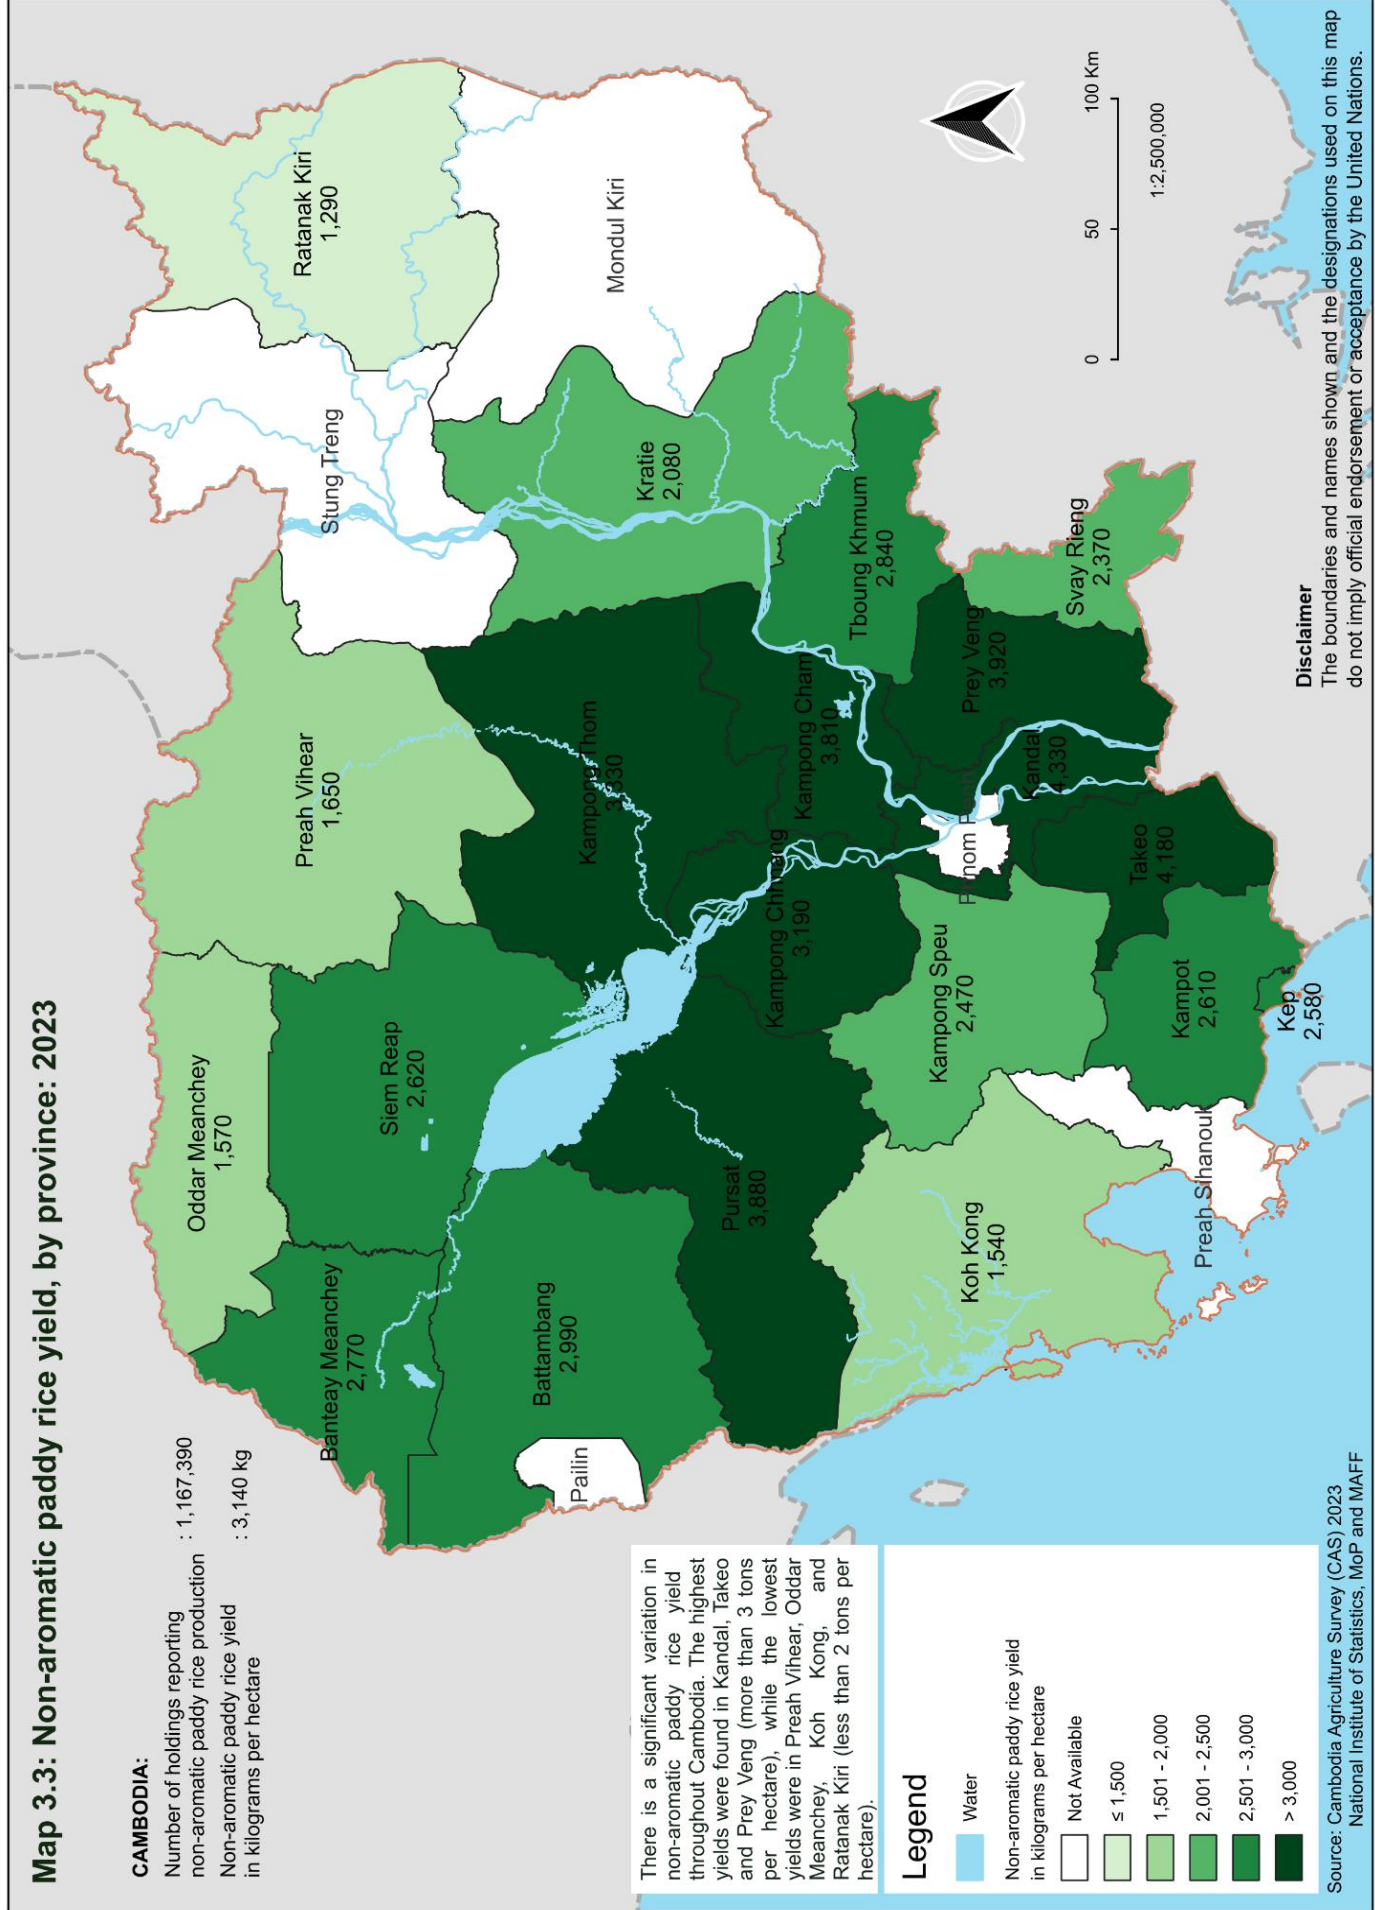 Map 3.3: Non-aromatic paddy rice yield, by province: 2023
CAMBODIA:
Number of holdings reporting
non-aromatic paddy rice production : 1,167,390
Non-aromatic paddy rice yield : 3,140 kg
in kilograms per hectare
Oddar Meanchey
1,570
Preah Vihear
1,650
Stung Treng
Ratanak Kiri
1,290
Banteay Meanchey
2,770
Siem Reap
2,620
Battambang
2,990
Pailin
Kampong Thom
3,330
Kratie
2,080
Mondul Kiri
Pursat
3,880
Kampong Chhnang
3,190
Kampong Cham
3,810
Tboung Khmum
2,840
Koh Kong
1,540
Kampong Speu
2,470
Phnom Penh
Kandal
4,330
Prey Veng
3,920
Svay Rieng
2,370
Takeo
4,180
Preah Sihanouk
Kampot
2,610
Kep
2,580
There is a significant variation in
non-aromatic paddy rice yield
throughout Cambodia. The highest
yields were found in Kandal, Takeo
and Prey Veng (more than 3 tons
per hectare), while the lowest
yields were in Preah Vihear, Oddar
Meanchey, Koh Kong, and
Ratanak Kiri (less than 2 tons per
hectare).
Legend
Water
Non-aromatic paddy rice yield
in kilograms per hectare
Not Available
≤ 1,500
1,501 - 2,000
2,001 - 2,500
2,501 - 3,000
> 3,000
0 50 100 Km
1:2,500,000
Disclaimer
The boundaries and names shown and the designations used on this map
do not imply official endorsement or acceptance by the United Nations.
Source: Cambodia Agriculture Survey (CAS) 2023
National Institute of Statistics, MoP and MAFF